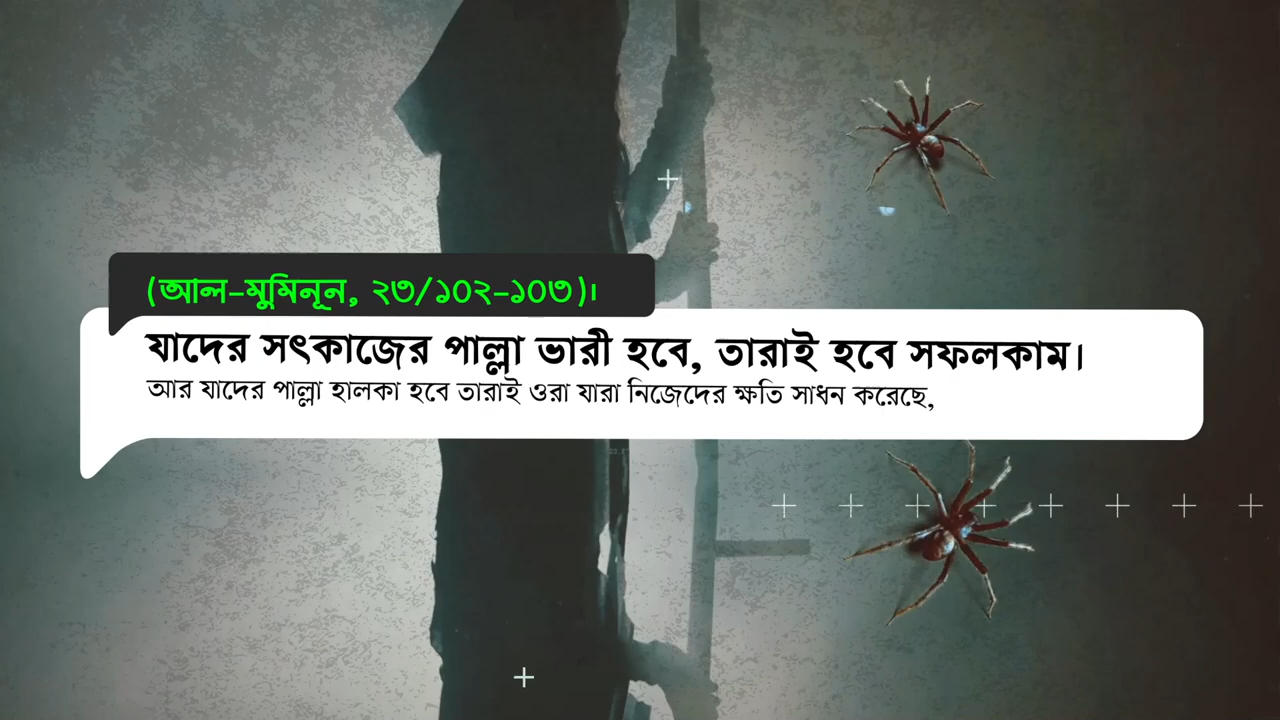 (আল-মুমিনূন, ২৩/১০২-১০৩)।
যাদের সৎকাজের পাল্লা ভারী হবে, তারাই হবে সফলকাম।
আর যাদের পাল্লা হালকা হবে তারাই ওরা যারা নিজেদের ক্ষতি সাধন করেছে,